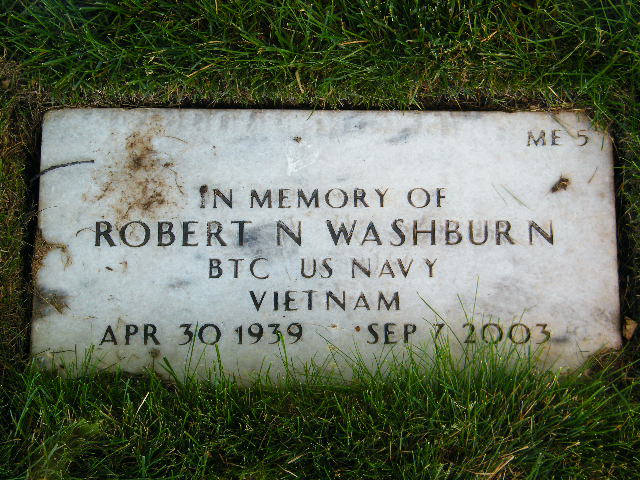 ME 5
IN MEMORY OF
ROBERT N WASHBURN
BTC US NAVY
VIETNAM
APR 30 1939 SEP 7 2003